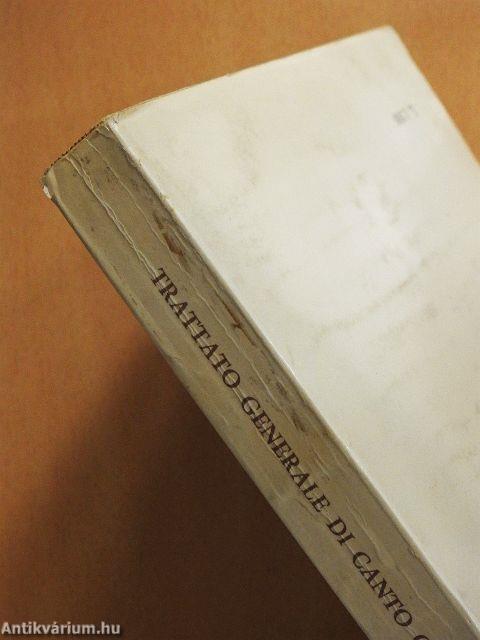 TRATTATO GENERALE DI CANTO
Antikvárium.hu